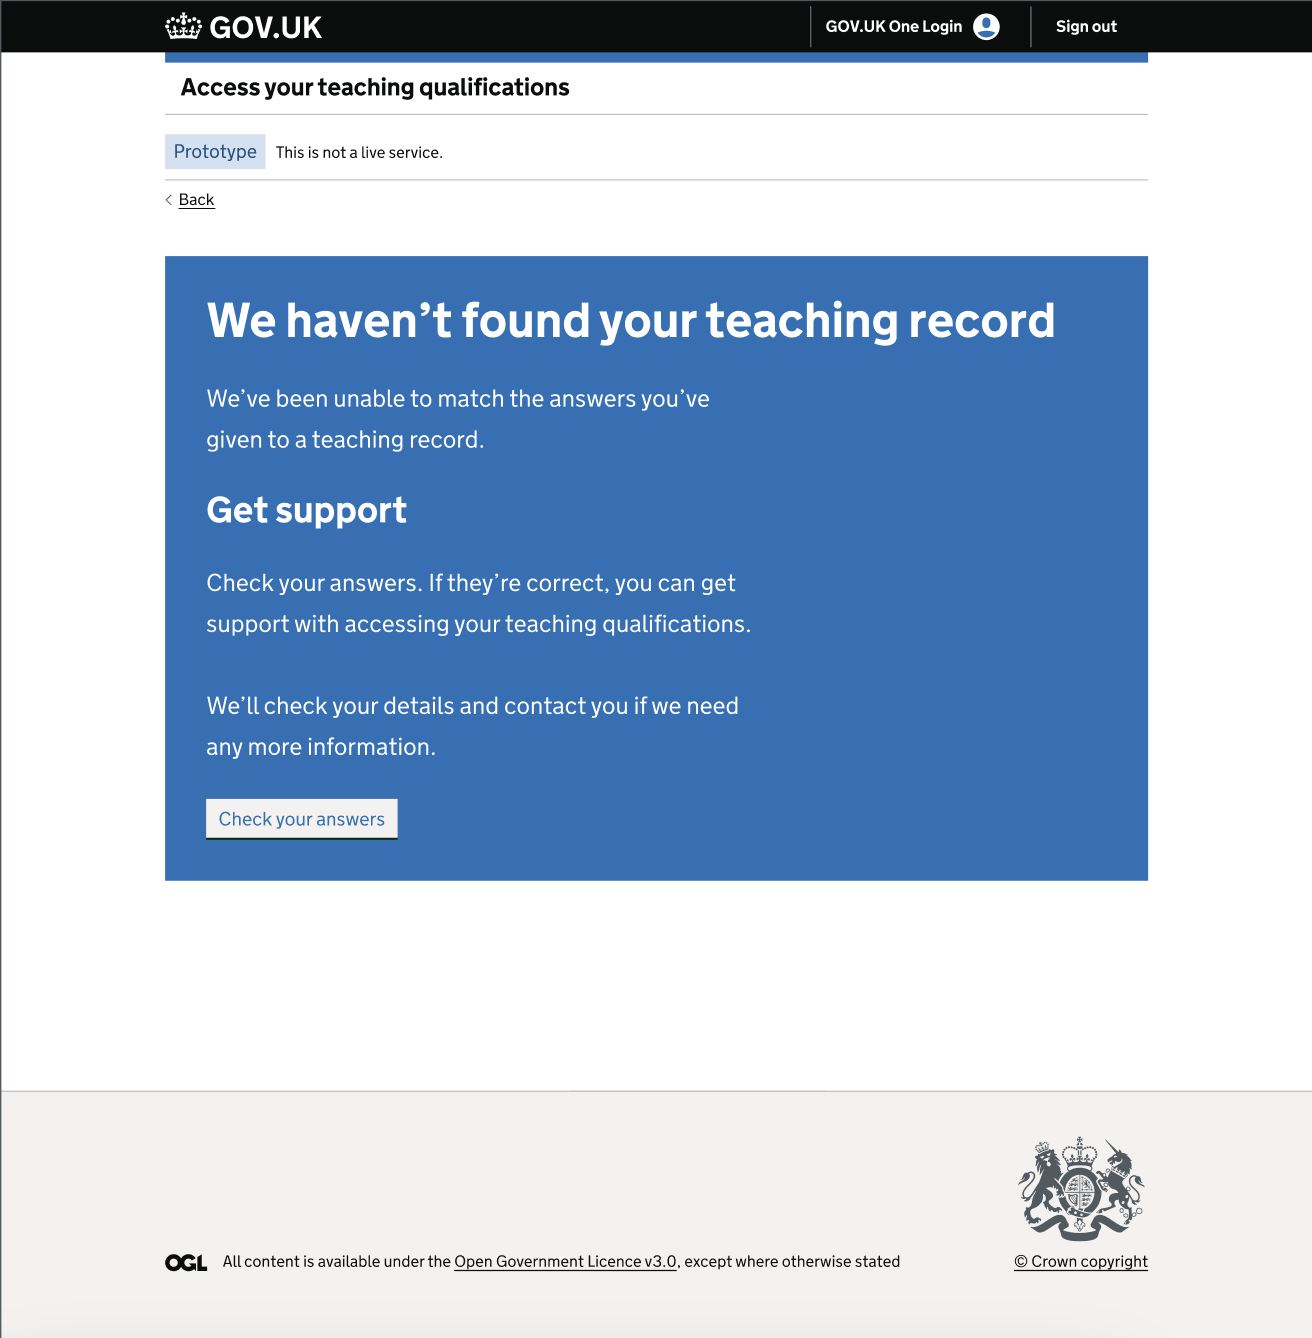 GOV.UK
GOV.UK One Login
Sign out
Access your teaching qualifications
Prototype
This is not a live service.
Back
We haven’t found your teaching record
We’ve been unable to match the answers you’ve
given to a teaching record.
Get support
Check your answers. If they’re correct, you can get
support with accessing your teaching qualifications.
We’ll check your details and contact you if we need
any more information.
Check your answers
OGL
All content is available under the Open Government Licence v3.0, except where otherwise stated
© Crown copyright